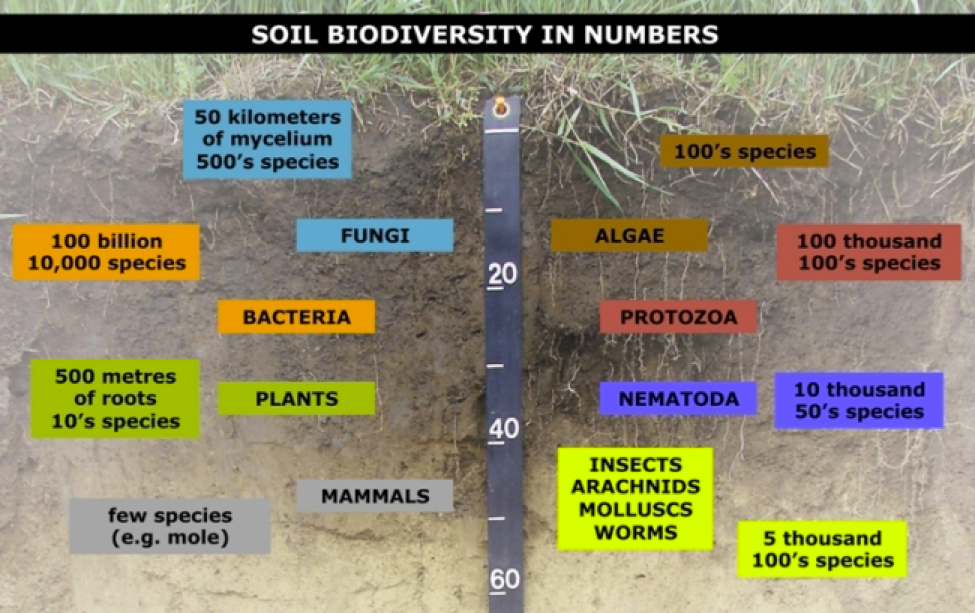 SOIL BIODIVERSITY IN NUMBERS
50 kilometers
of mycelium
500's species
100's species
FUNGI
ALGAE
100 billion
10,000 species
100 thousand
100's species
20
BACTERIA
PROTOZOA
500 metres
of roots
10's species
PLANTS
NEMATODA
10 thousand
50's species
40
INSECTS
ARACHNIDS
MOLLUSCS
WORMS
MAMMALS
few species
(e.g. mole)
5 thousand
100's species
60